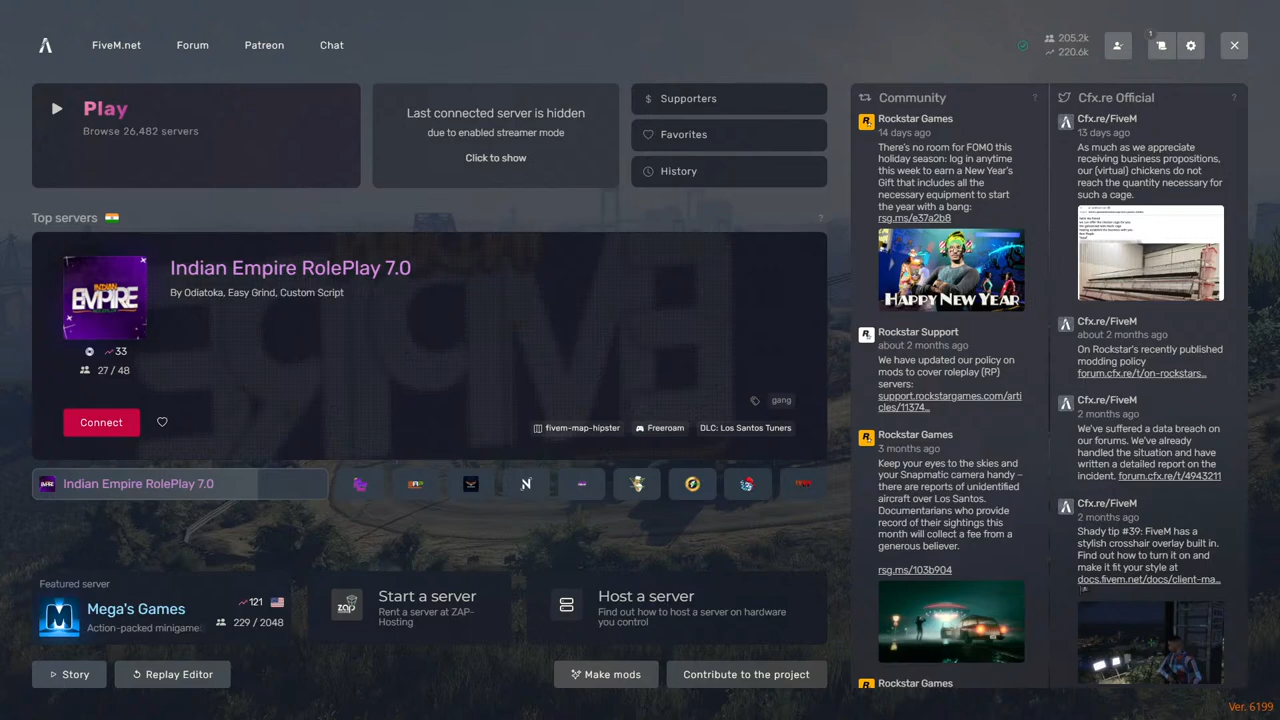 FiveM.net
Forum
Patreon
Chat
205.2k
220.6k
1
Play
Browse 26,482 servers
Last connected server is hidden
due to enabled streamer mode
Click to show
Supporters
Favorites
History
Top servers
INDIAN
EMPIRE
ROLEPLAY
Indian Empire RolePlay 7.0
By Odiatoka, Easy Grind, Custom Script
33
27 / 48
Connect
gang
fivem-map-hipster
Freeroam
DLC: Los Santos Tuners
Indian Empire RolePlay 7.0
Featured server
Mega's Games
Action-packed minigame
121
229 / 2048
ZAP
Start a server
Rent a server at ZAP-
Hosting
Host a server
Find out how to host a server on hardware
you control
Story
Replay Editor
Make mods
Contribute to the project
Community
?
Rockstar Games
14 days ago
There's no room for FOMO this
holiday season: log in anytime
this week to earn a New Year's
Gift that includes all the
necessary equipment to start
the year with a bang:
rsg.ms/e37a2b8
HAPPY NEW YEAR
Rockstar Support
about 2 months ago
We have updated our policy on
mods to cover roleplay (RP)
servers:
support.rockstargames.com/arti
cles/11374…
Rockstar Games
3 months ago
Keep your eyes to the skies and
your Snapmatic camera handy –
there are reports of unidentified
aircraft over Los Santos.
Documentarians who provide
record of their sightings this
month will collect a fee from a
generous believer.
rsg.ms/103b904
Rockstar Games
Cfx.re Official
?
Cfx.re/FiveM
13 days ago
As much as we appreciate
receiving business propositions,
our (virtual) chickens do not
reach the quantity necessary for
such a cage.
Cfx.re/FiveM
about 2 months ago
On Rockstar's recently published
modding policy
forum.cfx.re/t/on-rockstars…
Cfx.re/FiveM
2 months ago
We've suffered a data breach on
our forums. We've already
handled the situation and have
written a detailed report on the
incident. forum.cfx.re/t/4943211
Cfx.re/FiveM
2 months ago
Shady tip #39: FiveM has a
stylish crosshair overlay built in.
Find out how to turn it on and
make it fit your style at
docs.fivem.net/docs/client-ma…
Ver. 6199